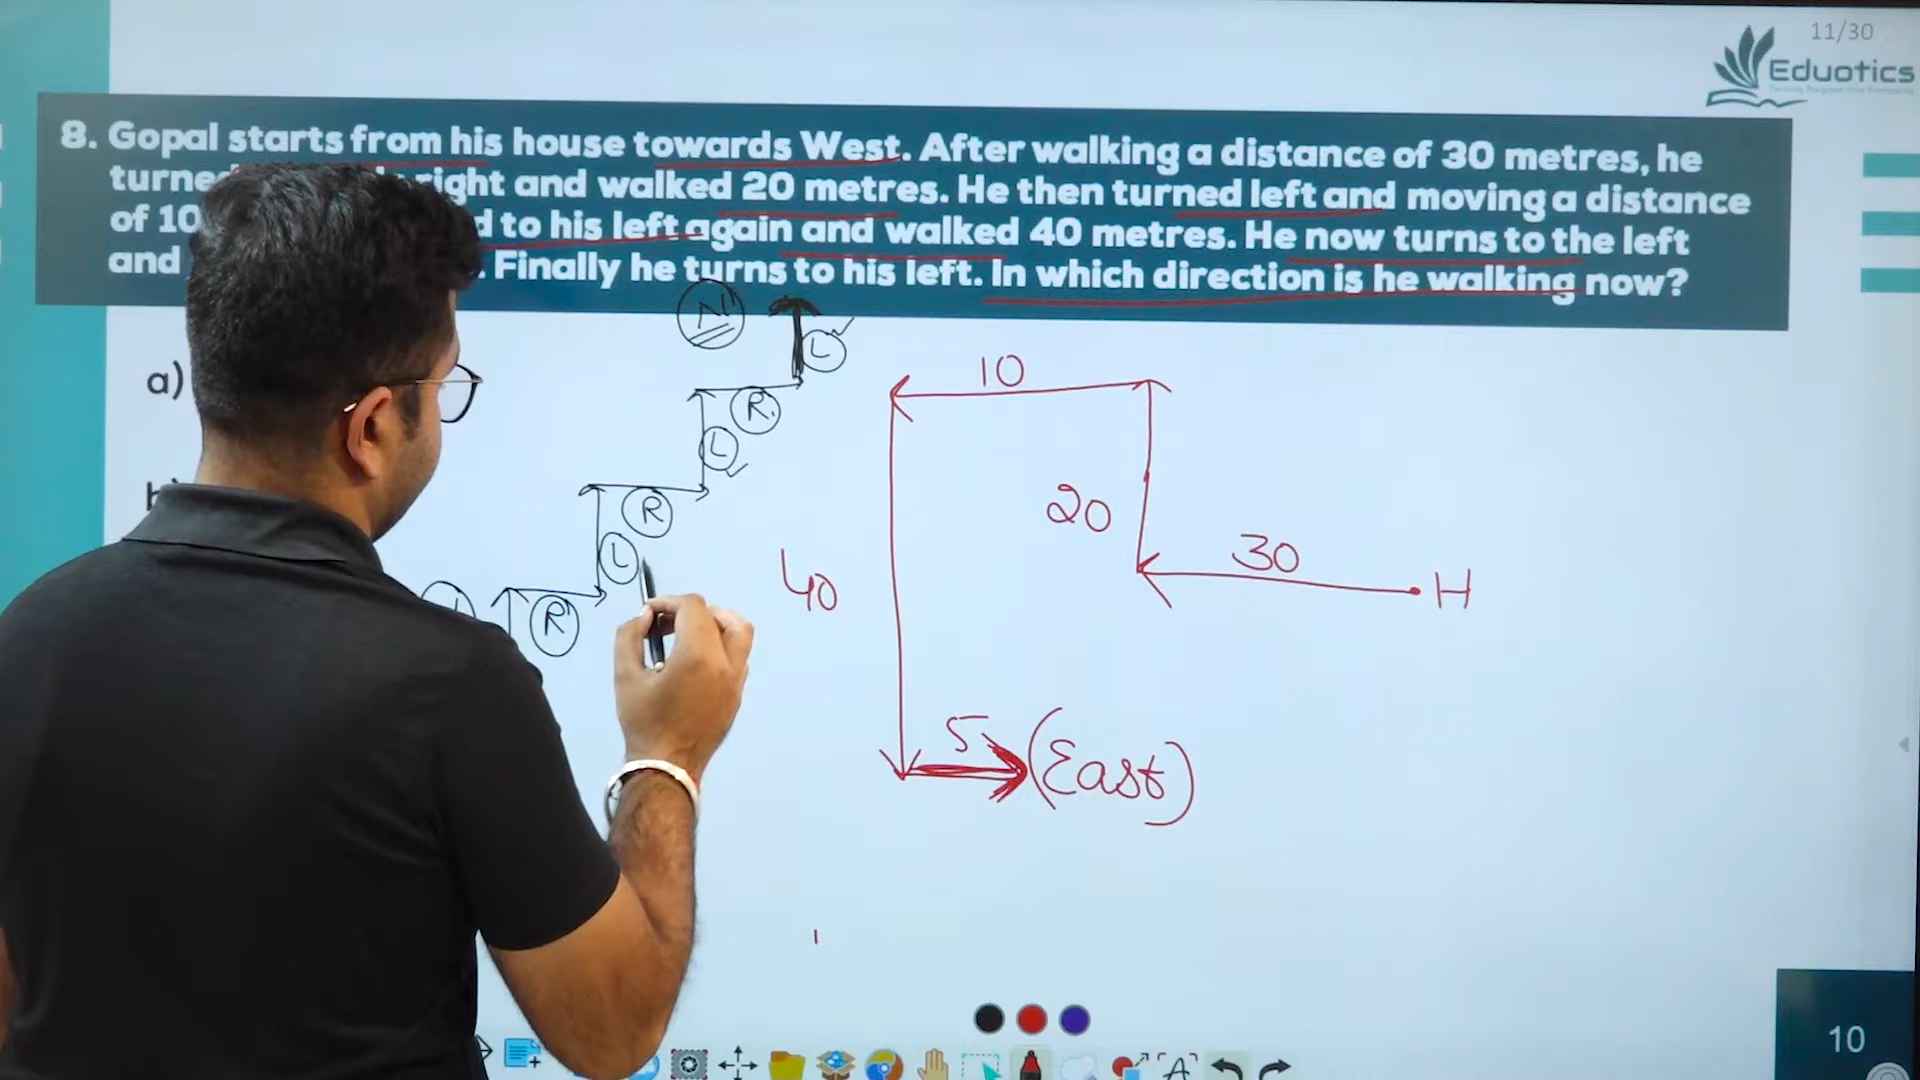 11/30
Eduotics
8. Gopal starts from his house towards West. After walking a distance of 30 metres, he
turned right and walked 20 metres. He then turned left and moving a distance
of 10 d to his left again and walked 40 metres. He now turns to the left
and . Finally he turns to his left. In which direction is he walking now?
N
L
a)
10
R
L
20
R
30
L
40
H
R
5
(East)
10